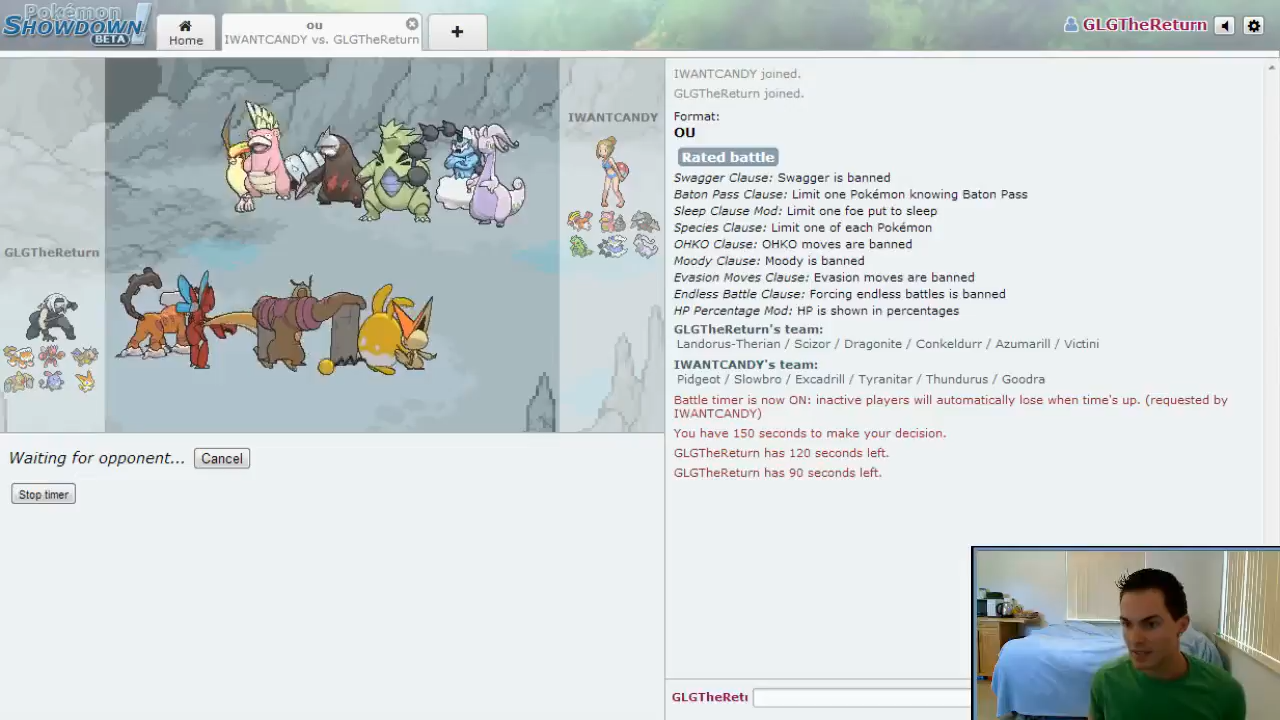 Pokémon
SHOWDOWN!
BETA
Home
ou
IWANTCANDY vs. GLGTheReturn
+
GLGTheReturn
IWANTCANDY
GLGTheReturn
Waiting for opponent...
Cancel
Stop timer
IWANTCANDY joined.
GLGTheReturn joined.
Format:
OU
Rated battle
Swagger Clause: Swagger is banned
Baton Pass Clause: Limit one Pokémon knowing Baton Pass
Sleep Clause Mod: Limit one foe put to sleep
Species Clause: Limit one of each Pokémon
OHKO Clause: OHKO moves are banned
Moody Clause: Moody is banned
Evasion Moves Clause: Evasion moves are banned
Endless Battle Clause: Forcing endless battles is banned
HP Percentage Mod: HP is shown in percentages
GLGTheReturn's team:
Landorus-Therian / Scizor / Dragonite / Conkeldurr / Azumarill / Victini
IWANTCANDY's team:
Pidgeot / Slowbro / Excadrill / Tyranitar / Thundurus / Goodra
Battle timer is now ON: inactive players will automatically lose when time's up. (requested by
IWANTCANDY)
You have 150 seconds to make your decision.
GLGTheReturn has 120 seconds left.
GLGTheReturn has 90 seconds left.
GLGTheRetu